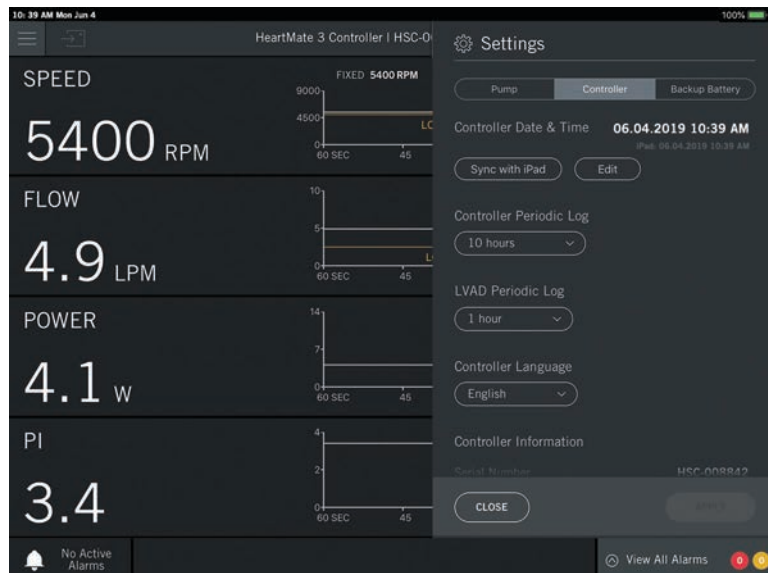 10:39 AM Mon Jun 4
100%
HeartMate 3 Controller | HSC-0
Settings
Pump
Controller
Backup Battery
SPEED
FIXED 5400 RPM
5400 RPM
9000
4500
0
LO
60 SEC
45
FLOW
4.9 LPM
10
5
0
L
60 SEC
45
POWER
4.1 W
14
7
0
60 SEC
45
PI
3.4
4
2
0
60 SEC
45
Controller Date & Time
06.04.2019 10:39 AM
iPad: 06.04.2019 10:39 AM
Sync with iPad
Edit
Controller Periodic Log
10 hours
LVAD Periodic Log
1 hour
Controller Language
English
Controller Information
Serial Number
HSC-008842
CLOSE
APPLY
No Active
Alarms
View All Alarms
0
0